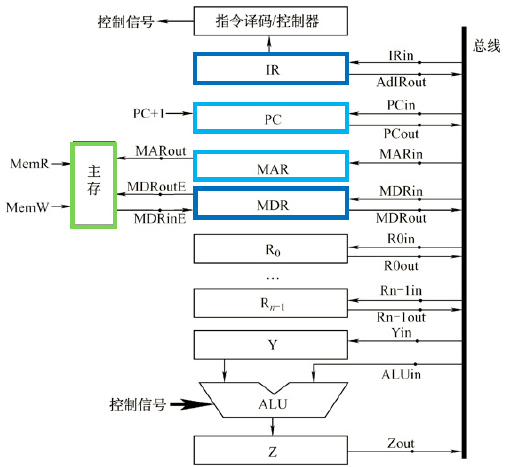 控制信号
指令译码/控制器
总线
IRin
IR
AdIRout
PC+1
PC
PCin
PCout
MARout
MAR
MARin
MemR
主存
MDRoutE
MDR
MDRin
MemW
MDRinE
MDRout
R0in
R₀
R0out
...
Rn-1in
Rₙ₋₁
Rn-1out
Yin
Y
ALUin
控制信号
ALU
Z
Zout